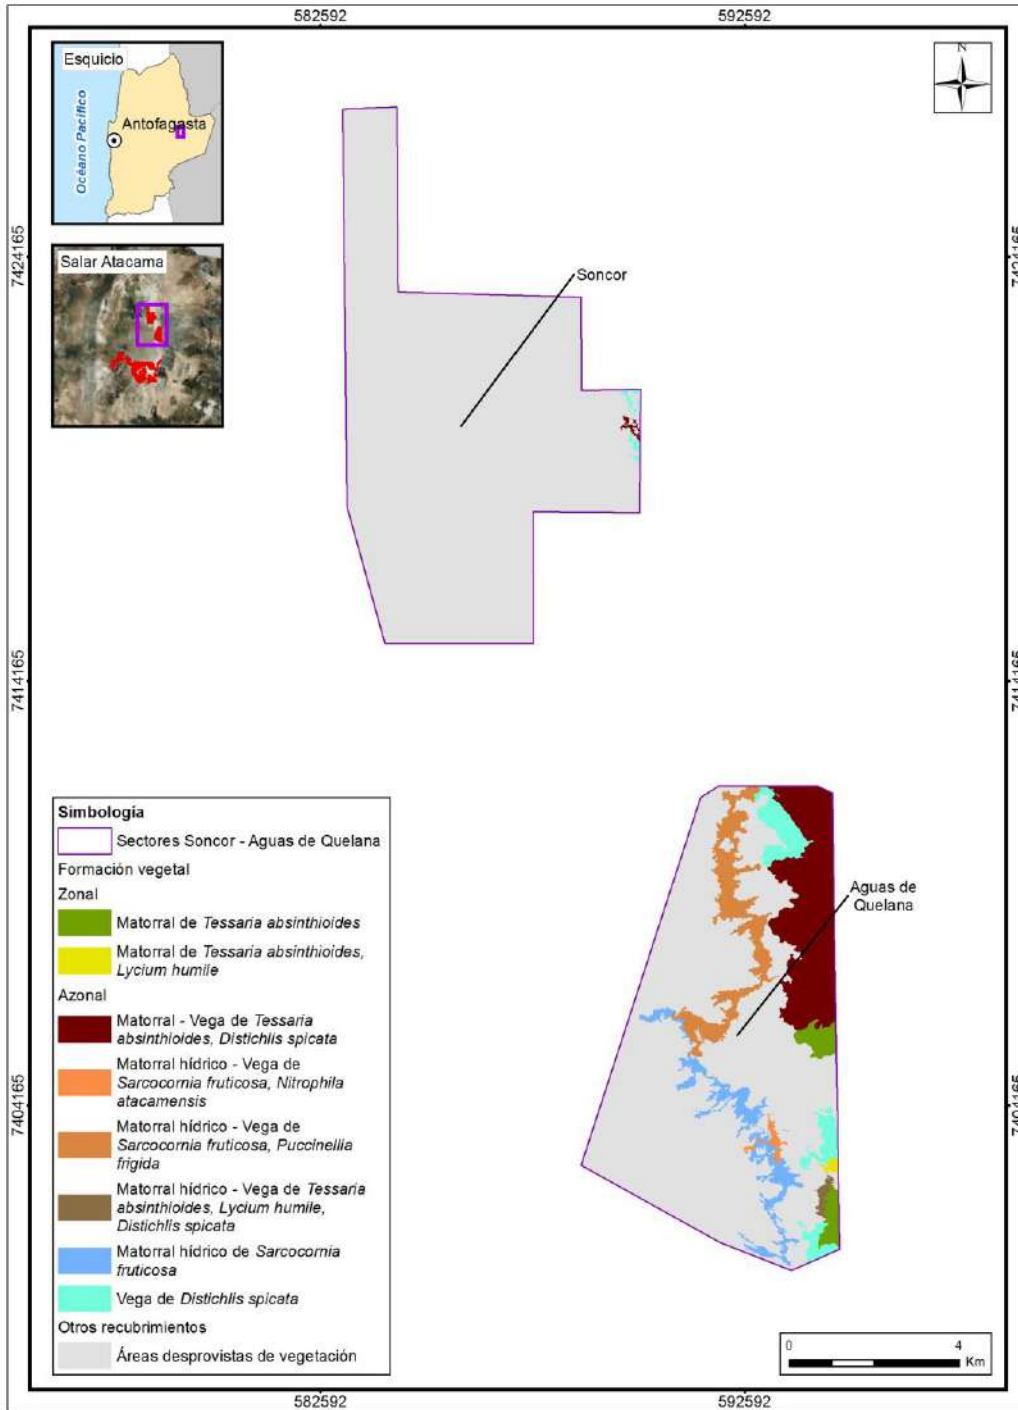 582592
592592
Esquicio
Océano Pacífico
Antofagasta
N
Salar Atacama
7424165
7424165
Soncor
7414165
7414165
Aguas de
Quelana
7404165
7404165
Simbología
Sectores Soncor - Aguas de Quelana
Formación vegetal
Zonal
Matorral de Tessaria absinthioides
Matorral de Tessaria absinthioides,
Lycium humile
Azonal
Matorral - Vega de Tessaria
absinthioides, Distichlis spicata
Matorral hídrico - Vega de
Sarcocornia fruticosa, Nitrophila
atacamensis
Matorral hídrico - Vega de
Sarcocornia fruticosa, Puccinellia
frigida
Matorral hídrico - Vega de Tessaria
absinthioides, Lycium humile,
Distichlis spicata
Matorral hídrico de Sarcocornia
fruticosa
Vega de Distichlis spicata
Otros recubrimientos
Áreas desprovistas de vegetación
0 4
Km
582592
592592